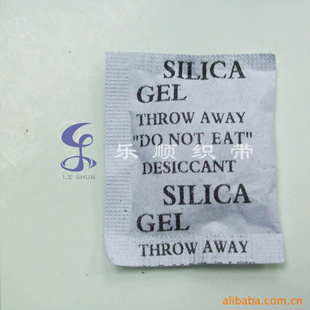 SILICA
GEL
THROW AWAY
"DO NOT EAT"
DESICCANT
SILICA
GEL
THROW AWAY
LE SHUN
乐顺织带
alibaba.com.cn